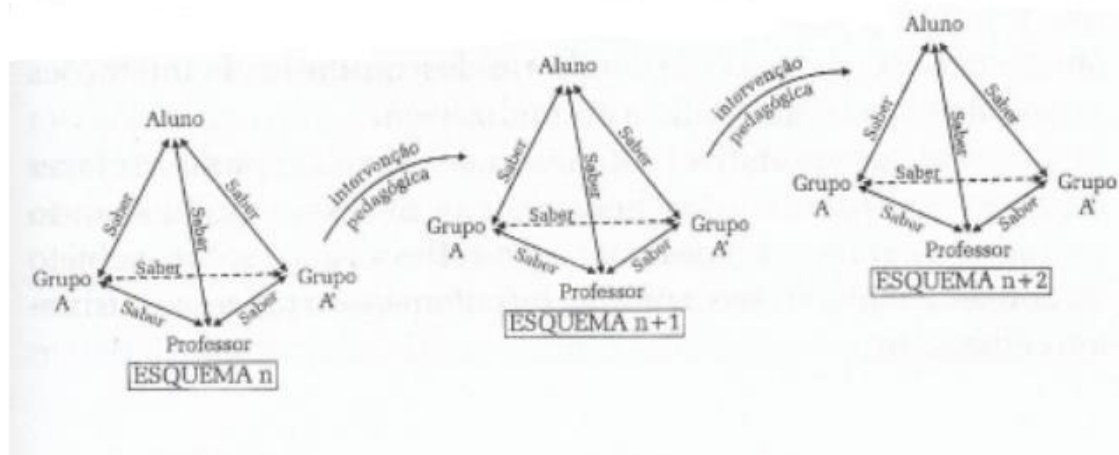 Aluno
Saber
Saber
Saber
Saber
Grupo
A
Grupo
A'
Saber
Saber
Professor
ESQUEMA n
intervenção
pedagógica
Aluno
Saber
Saber
Saber
Saber
Grupo
A
Grupo
A'
Saber
Saber
Professor
ESQUEMA n+1
intervenção
pedagógica
Aluno
Saber
Saber
Saber
Saber
Grupo
A
Grupo
A'
Saber
Saber
Professor
ESQUEMA n+2